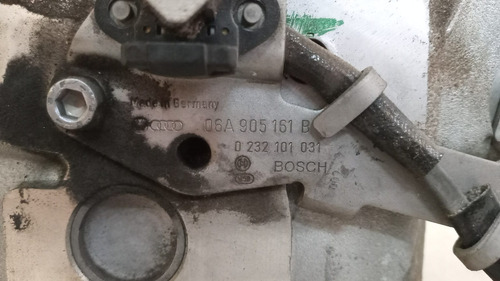 Made in Germany
06A 905 161 B
0 232 101 031
BOSCH